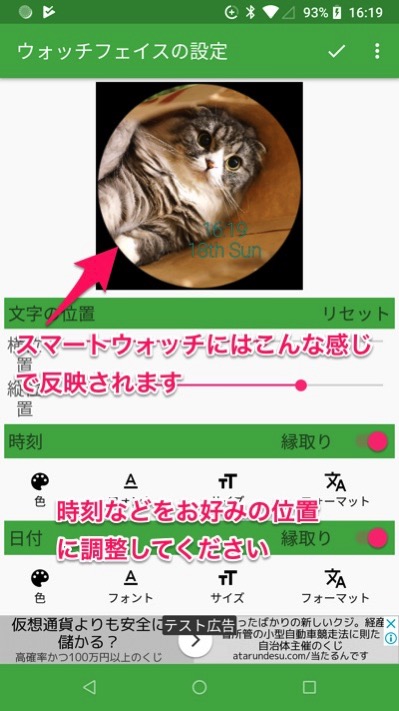 93% 16:19
ウォッチフェイスの設定
16:19
10th Sun
文字の位置 リセット
スマートウォッチにはこんな感じ
で反映されます
置
置
時刻 縁取り
色 サイズ フォーマット
時刻などをお好みの位置
に調整してください
日付 縁取り
色 フォント サイズ フォーマット
仮想通貨よりも安全に
儲かる？
高確率かつ100万円以上のくじ
テスト広告
ったばかりの新しいクジ。経産
省所管の小型自動車競走法に則た
自治体主催のくじ
atarundesu.com/当たるんです